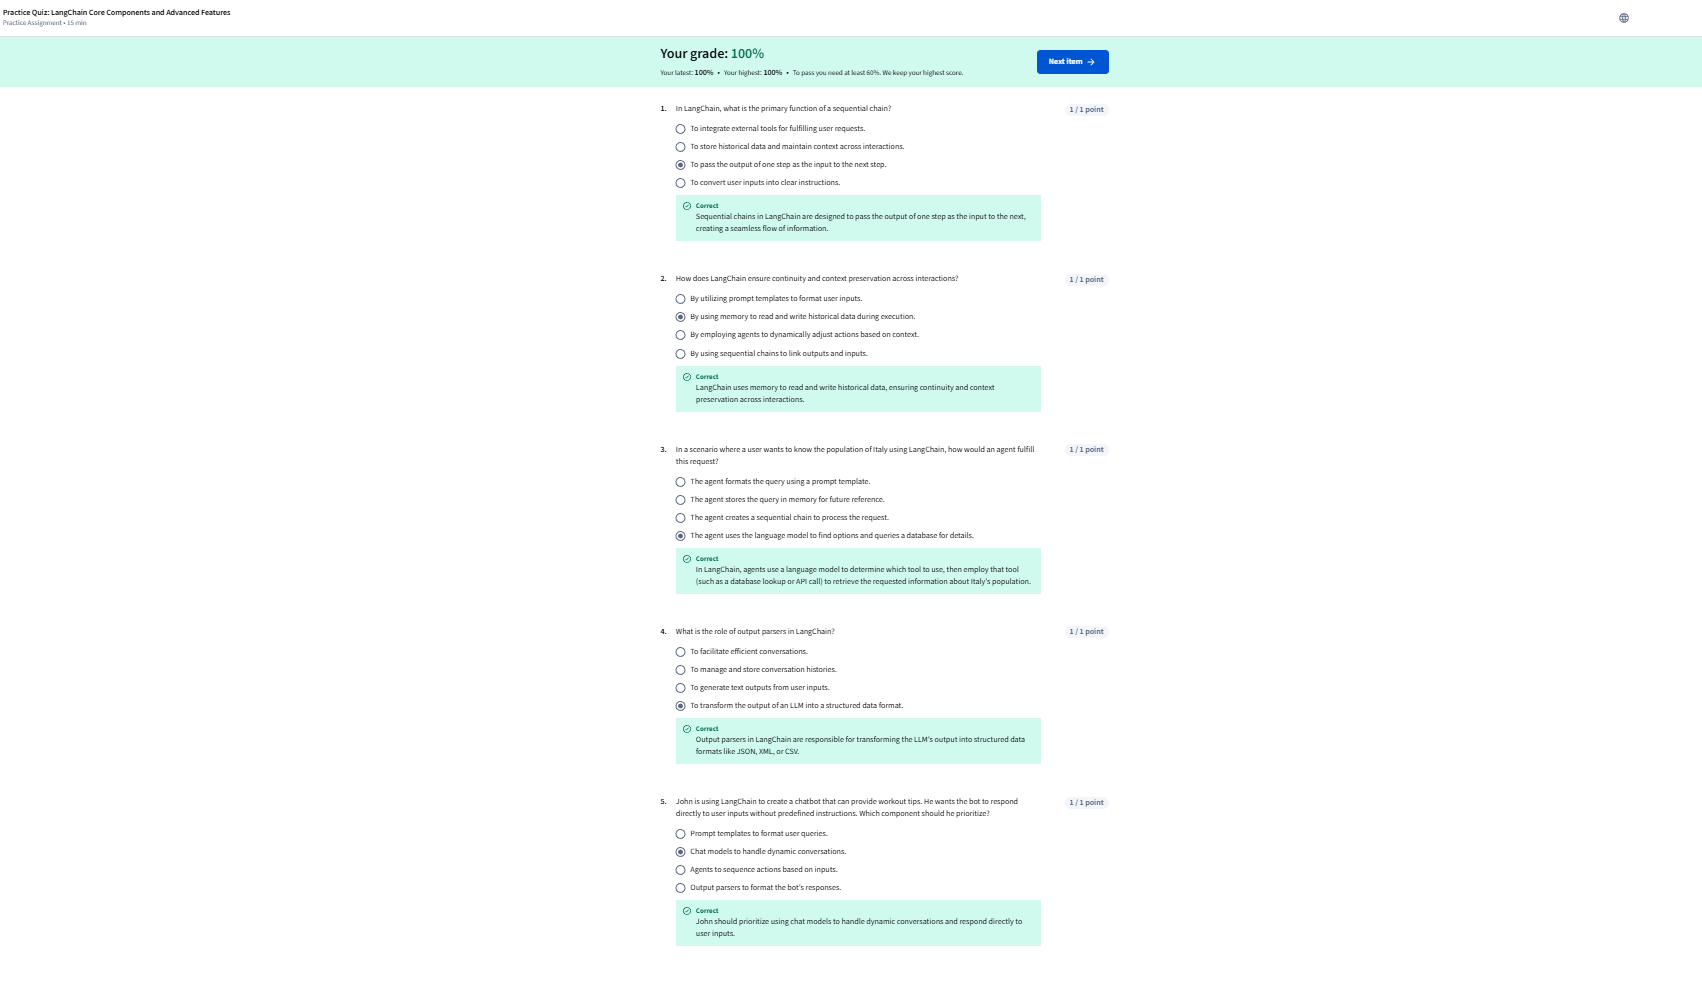 Practice Quiz: LangChain Core Components and Advanced Features
Practice Assignment • 15 min
Your grade: 100%
Your latest: 100% • Your highest: 100% • To pass you need at least 60%. We keep your highest score.
Next item →
1. In LangChain, what is the primary function of a sequential chain?
1 / 1 point
To integrate external tools for fulfilling user requests.
To store historical data and maintain context across interactions.
To pass the output of one step as the input to the next step.
To convert user inputs into clear instructions.
Correct
Sequential chains in LangChain are designed to pass the output of one step as the input to the next,
creating a seamless flow of information.
2. How does LangChain ensure continuity and context preservation across interactions?
1 / 1 point
By utilizing prompt templates to format user inputs.
By using memory to read and write historical data during execution.
By employing agents to dynamically adjust actions based on context.
By using sequential chains to link outputs and inputs.
Correct
LangChain uses memory to read and write historical data, ensuring continuity and context
preservation across interactions.
3. In a scenario where a user wants to know the population of Italy using LangChain, how would an agent fulfill
this request?
1 / 1 point
The agent formats the query using a prompt template.
The agent stores the query in memory for future reference.
The agent creates a sequential chain to process the request.
The agent uses the language model to find options and queries a database for details.
Correct
In LangChain, agents use a language model to determine which tool to use, then employ that tool
(such as a database lookup or API call) to retrieve the requested information about Italy's population.
4. What is the role of output parsers in LangChain?
1 / 1 point
To facilitate efficient conversations.
To manage and store conversation histories.
To generate text outputs from user inputs.
To transform the output of an LLM into a structured data format.
Correct
Output parsers in LangChain are responsible for transforming the LLM's output into structured data
formats like JSON, XML, or CSV.
5. John is using LangChain to create a chatbot that can provide workout tips. He wants the bot to respond
directly to user inputs without predefined instructions. Which component should he prioritize?
1 / 1 point
Prompt templates to format user queries.
Chat models to handle dynamic conversations.
Agents to sequence actions based on inputs.
Output parsers to format the bot's responses.
Correct
John should prioritize using chat models to handle dynamic conversations and respond directly to
user inputs.